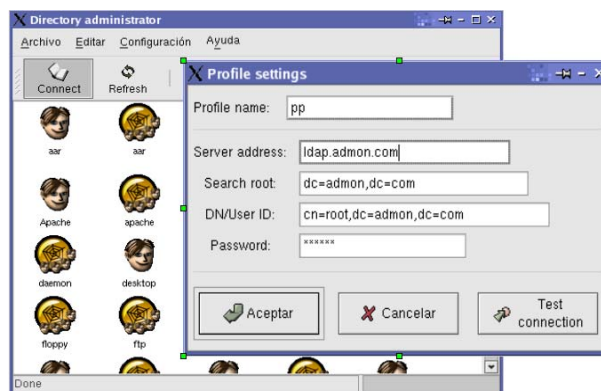 Directory administrator
Archivo Editar Configuración Ayuda
Connect Refresh
aar aar
Apache apache
daemon desktop
floppy ftp
Done
Profile settings
Profile name: pp
Server address: ldap.admon.com
Search root: dc=admon,dc=com
DN/User ID: cn=root,dc=admon,dc=com
Password: ******
Aceptar Cancelar Test connection